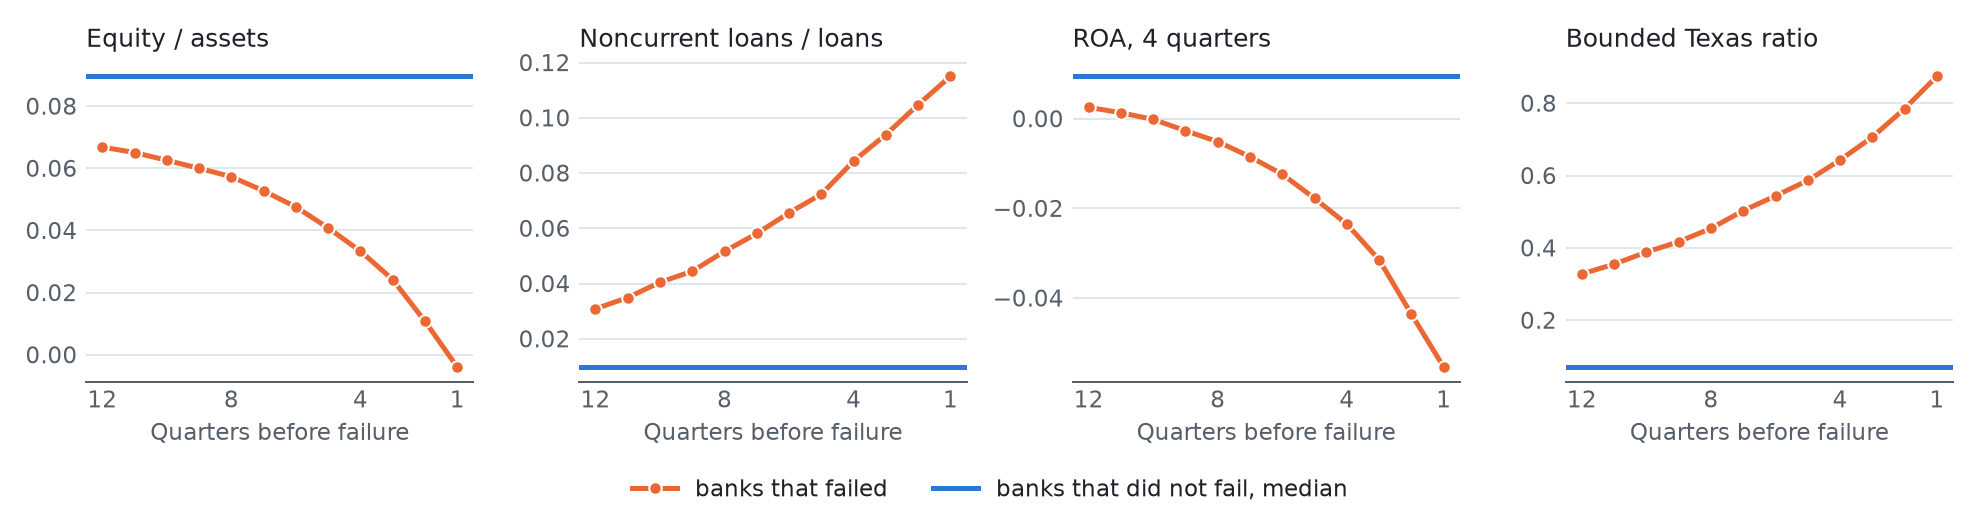 Equity / assets
0.08
0.06
0.04
0.02
0.00
12 8 4 1
Quarters before failure
Noncurrent loans / loans
0.12
0.10
0.08
0.06
0.04
0.02
12 8 4 1
Quarters before failure
ROA, 4 quarters
0.00
−0.02
−0.04
12 8 4 1
Quarters before failure
Bounded Texas ratio
0.8
0.6
0.4
0.2
12 8 4 1
Quarters before failure
banks that failed
banks that did not fail, median